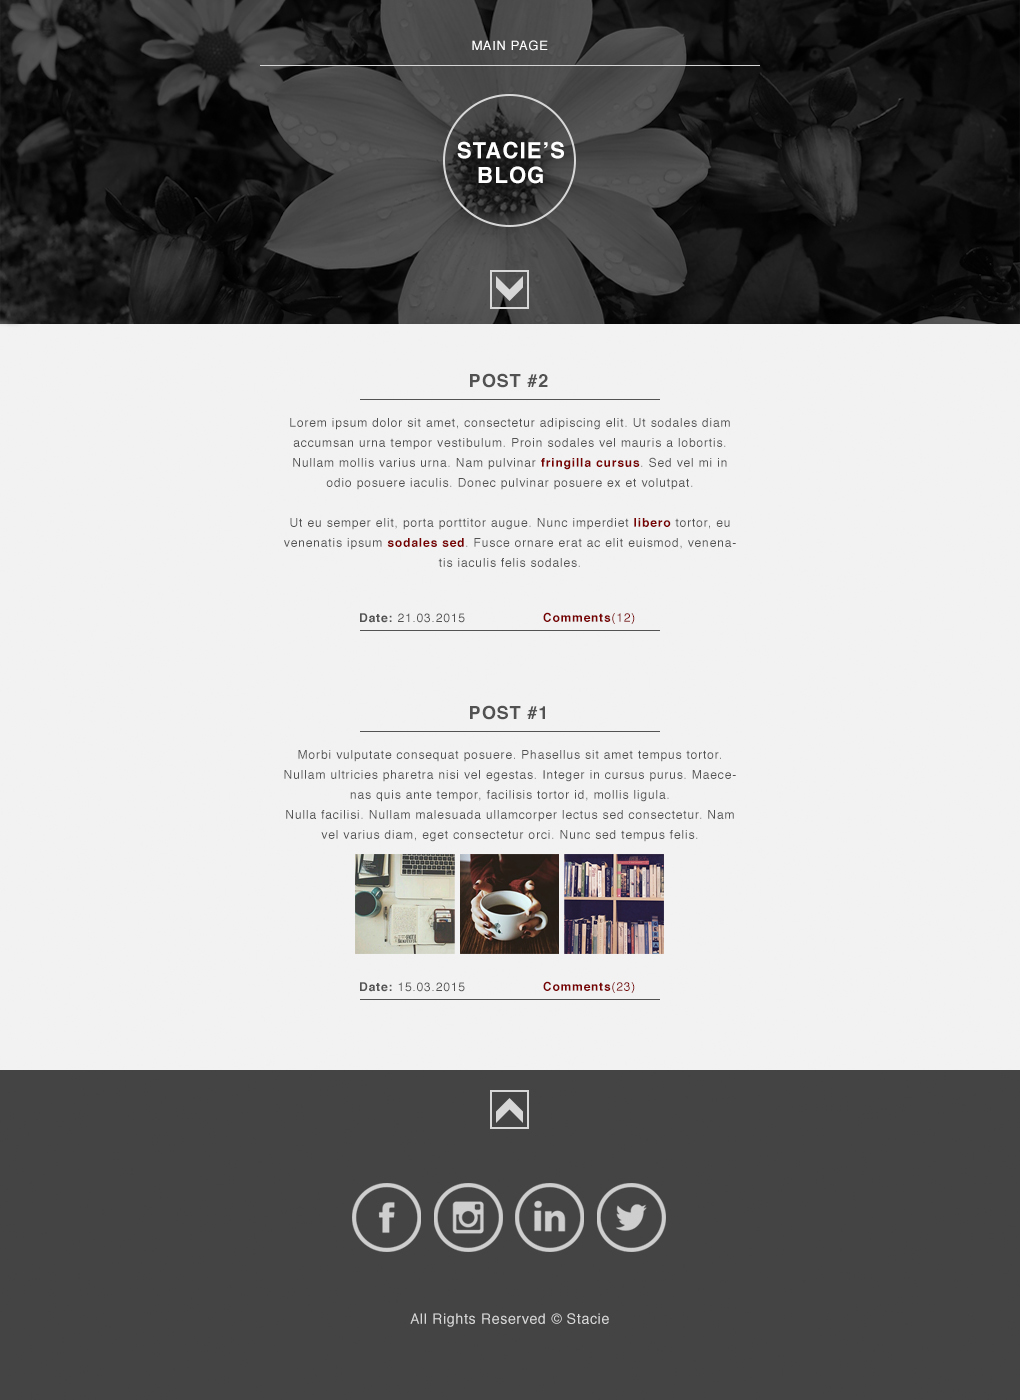 MAIN PAGE
STACIE'S
BLOG
POST #2
Lorem ipsum dolor sit amet, consectetur adipiscing elit. Ut sodales diam
accumsan urna tempor vestibulum. Proin sodales vel mauris a lobortis.
Nullam mollis varius urna. Nam pulvinar fringilla cursus. Sed vel mi in
odio posuere iaculis. Donec pulvinar posuere ex et volutpat.
Ut eu semper elit, porta porttitor augue. Nunc imperdiet libero tortor, eu
venenatis ipsum sodales sed. Fusce ornare erat ac elit euismod, venena-
tis iaculis felis sodales.
Date: 21.03.2015 Comments(12)
POST #1
Morbi vulputate consequat posuere. Phasellus sit amet tempus tortor.
Nullam ultricies pharetra nisi vel egestas. Integer in cursus purus. Maece-
nas quis ante tempor, facilisis tortor id, mollis ligula.
Nulla facilisi. Nullam malesuada ullamcorper lectus sed consectetur. Nam
vel varius diam, eget consectetur orci. Nunc sed tempus felis.
Date: 15.03.2015 Comments(23)
f in
All Rights Reserved © Stacie